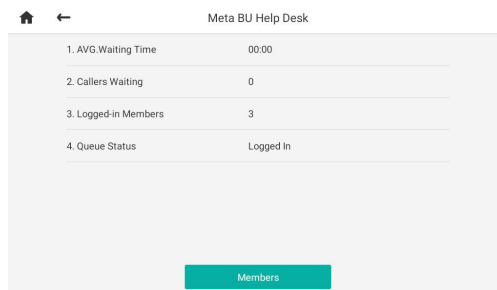 Meta BU Help Desk
1. AVG.Waiting Time 00:00
2. Callers Waiting 0
3. Logged-in Members 3
4. Queue Status Logged In
Members